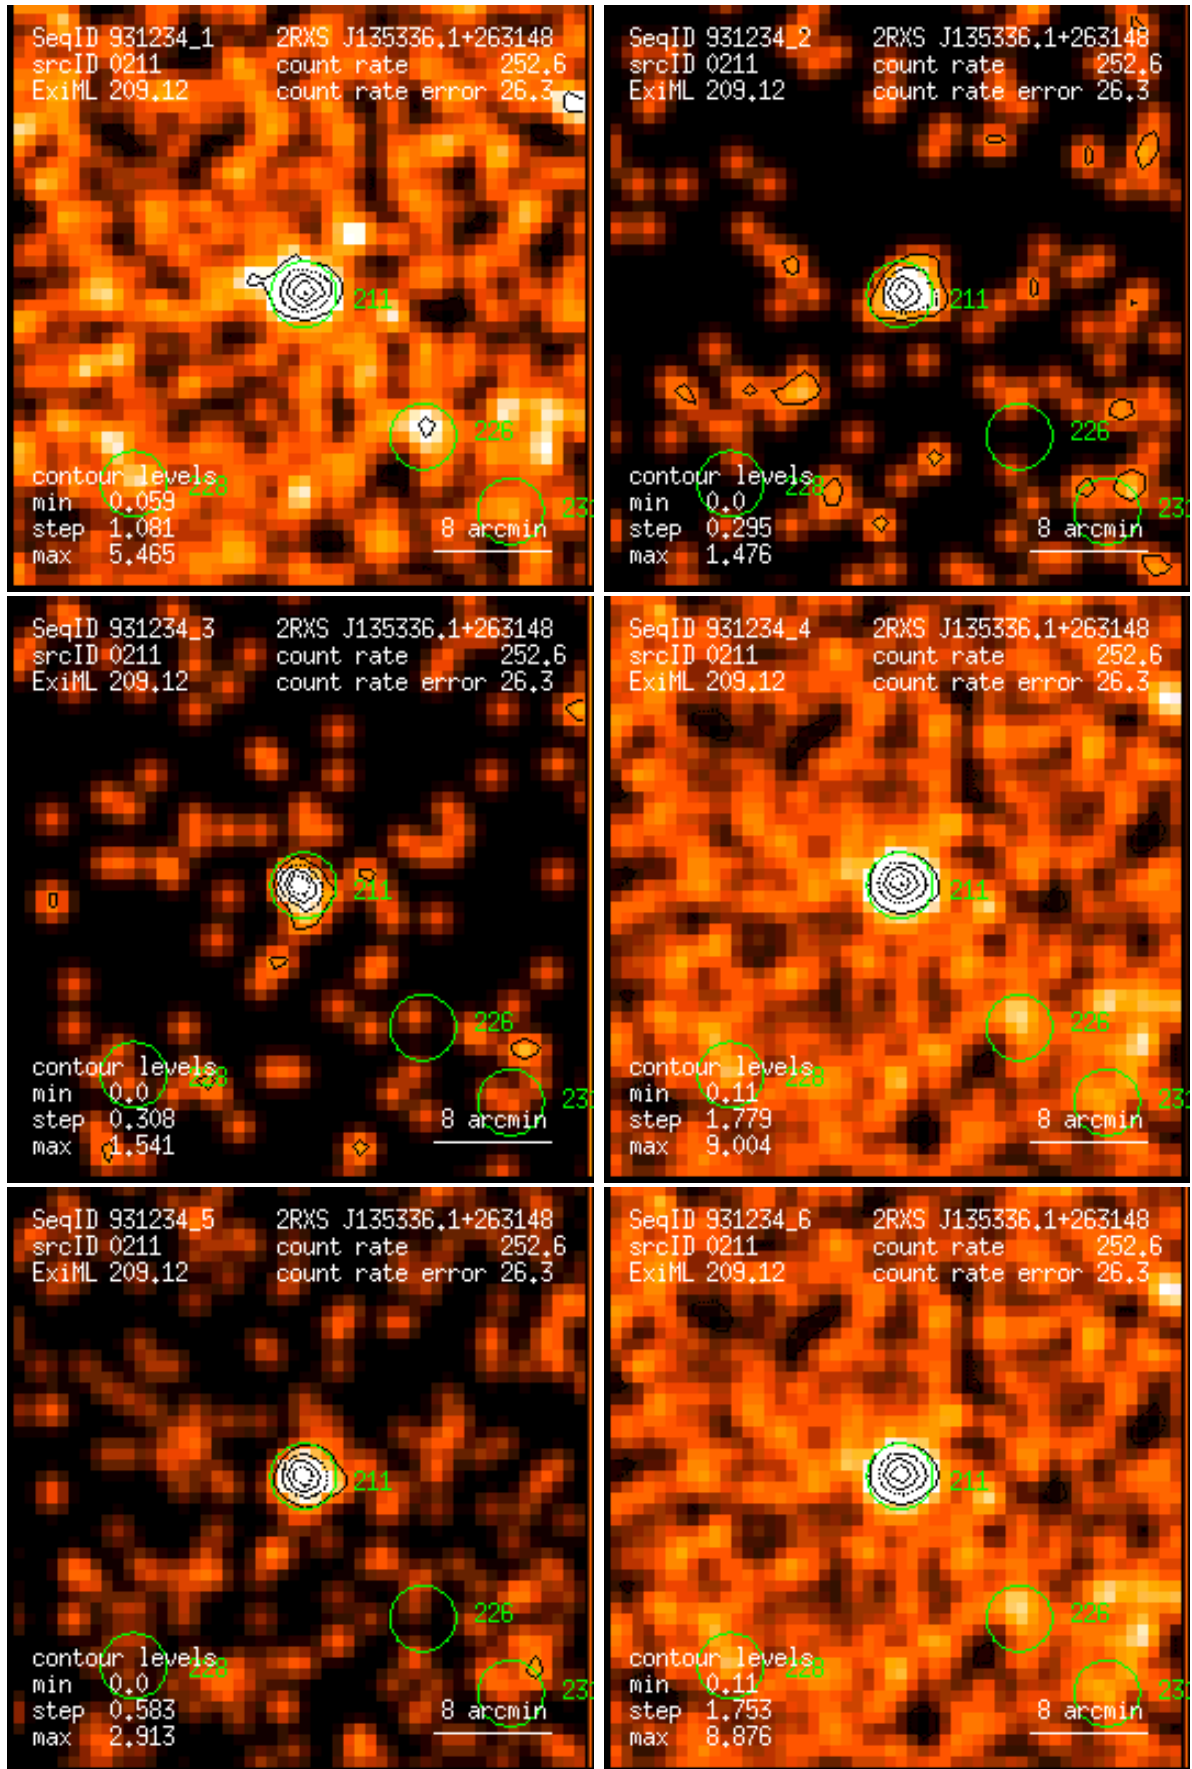 SeqID 931234_1 2RXS J135336.1+263148
srcID 0211 count rate 252.6
ExiML 209.12 count rate error 26.3
211
226
228
231
contour levels
min 0.059
step 1.081
max 5.465
8 arcmin
SeqID 931234_2 2RXS J135336.1+263148
srcID 0211 count rate 252.6
ExiML 209.12 count rate error 26.3
211
226
228
231
contour levels
min 0.0
step 0.295
max 1.476
8 arcmin
SeqID 931234_3 2RXS J135336.1+263148
srcID 0211 count rate 252.6
ExiML 209.12 count rate error 26.3
211
226
228
231
contour levels
min 0.0
step 0.308
max 1.541
8 arcmin
SeqID 931234_4 2RXS J135336.1+263148
srcID 0211 count rate 252.6
ExiML 209.12 count rate error 26.3
211
226
228
231
contour levels
min 0.11
step 1.779
max 9.004
8 arcmin
SeqID 931234_5 2RXS J135336.1+263148
srcID 0211 count rate 252.6
ExiML 209.12 count rate error 26.3
211
226
228
231
contour levels
min 0.0
step 0.583
max 2.913
8 arcmin
SeqID 931234_6 2RXS J135336.1+263148
srcID 0211 count rate 252.6
ExiML 209.12 count rate error 26.3
211
226
228
231
contour levels
min 0.11
step 1.753
max 8.876
8 arcmin